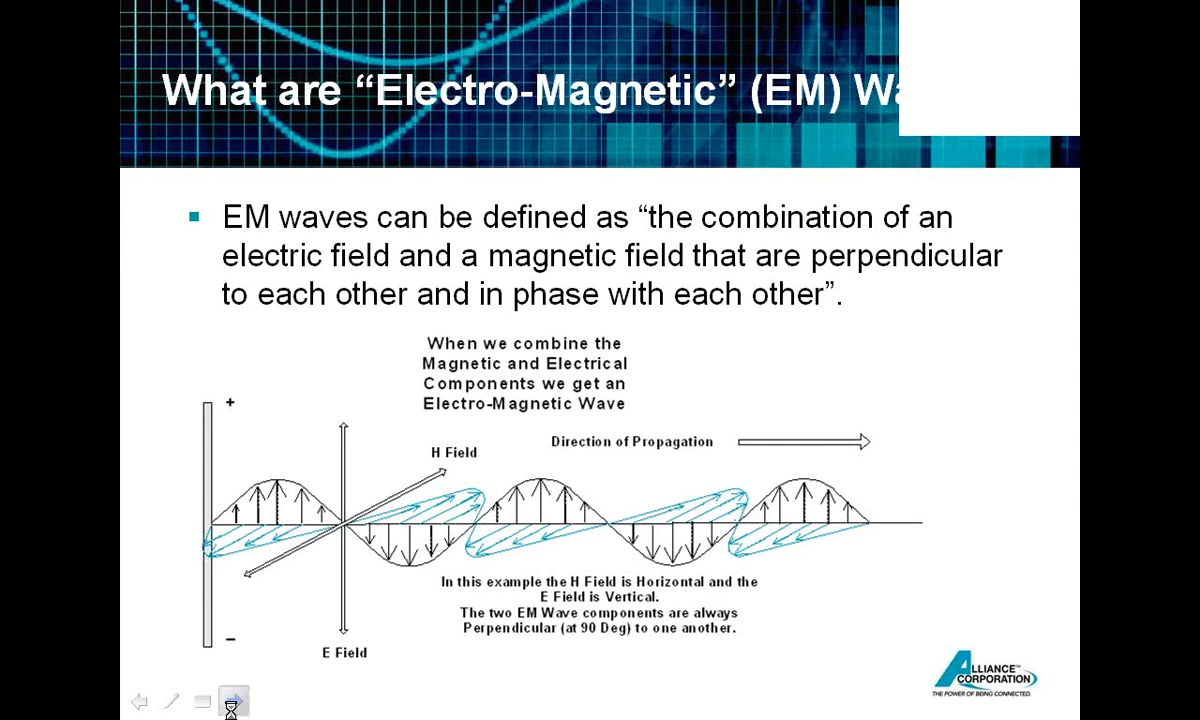 What are “Electro-Magnetic” (EM)
EM waves can be defined as “the combination of an
electric field and a magnetic field that are perpendicular
to each other and in phase with each other”.
When we combine the
Magnetic and Electrical
Components we get an
Electro-Magnetic Wave
+
Direction of Propagation
H Field
In this example the H Field is Horizontal and the
E Field is Vertical.
The two EM Wave components are always
Perpendicular (at 90 Deg) to one another.
–
E Field
ALLIANCE™
CORPORATION
THE POWER OF BEING CONNECTED.